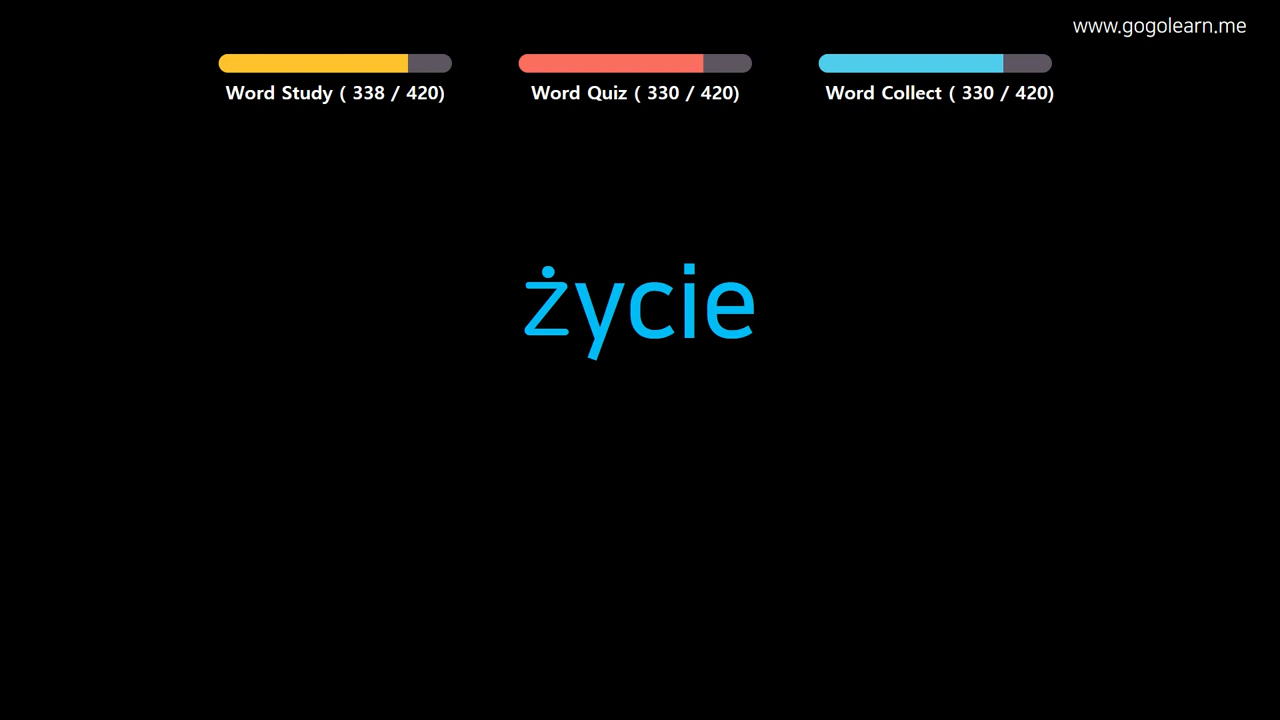 www.gogolearn.me
Word Study ( 338 / 420)
Word Quiz ( 330 / 420)
Word Collect ( 330 / 420)
życie